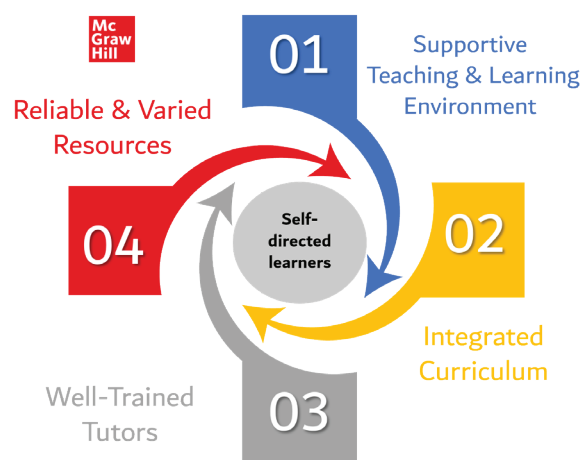 Mc
Graw
Hill
01
Supportive
Teaching & Learning
Environment
Reliable & Varied
Resources
04
Self-
directed
learners
02
Integrated
Curriculum
Well-Trained
Tutors
03